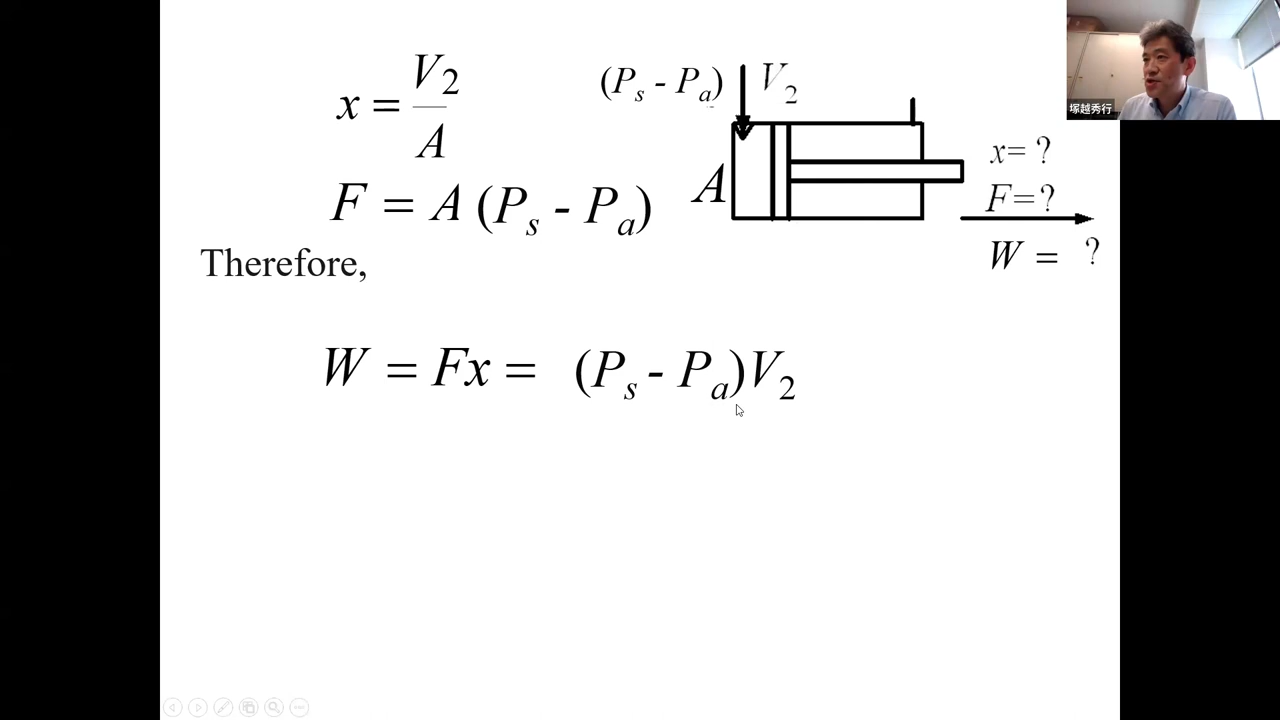 x = V₂/A
(Pₛ - Pₐ) V₂
塚越秀行
F = A (Pₛ - Pₐ)
A
x= ?
F=?
W = ?
Therefore,
W = Fx = (Pₛ - Pₐ)V₂